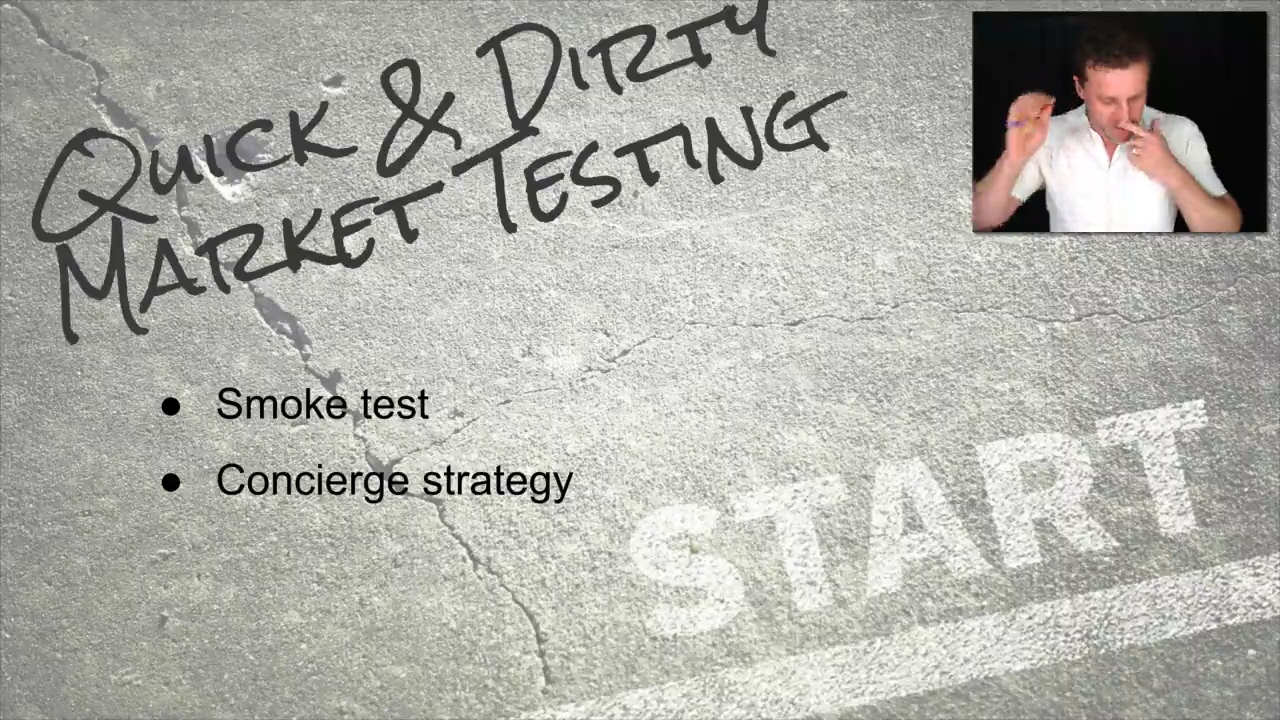 Quick & Dirty
Market Testing
● Smoke test
● Concierge strategy
START